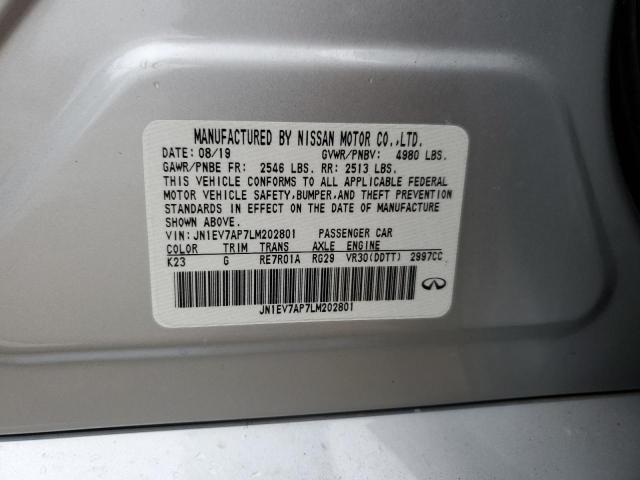 MANUFACTURED BY NISSAN MOTOR CO.,LTD.
DATE: 08/19 GVWR/PNBV: 4980 LBS.
GAWR/PNBE FR: 2546 LBS. RR: 2513 LBS.
THIS VEHICLE CONFORMS TO ALL APPLICABLE FEDERAL
MOTOR VEHICLE SAFETY,BUMPER,AND THEFT PREVENTION
STANDARDS IN EFFECT ON THE DATE OF MANUFACTURE
SHOWN ABOVE.
VIN: JN1EV7AP7LM202801 PASSENGER CAR
COLOR TRIM TRANS AXLE ENGINE
K23 G RE7R01A RG29 VR30(DDTT) 2997CC
JN1EV7AP7LM202801